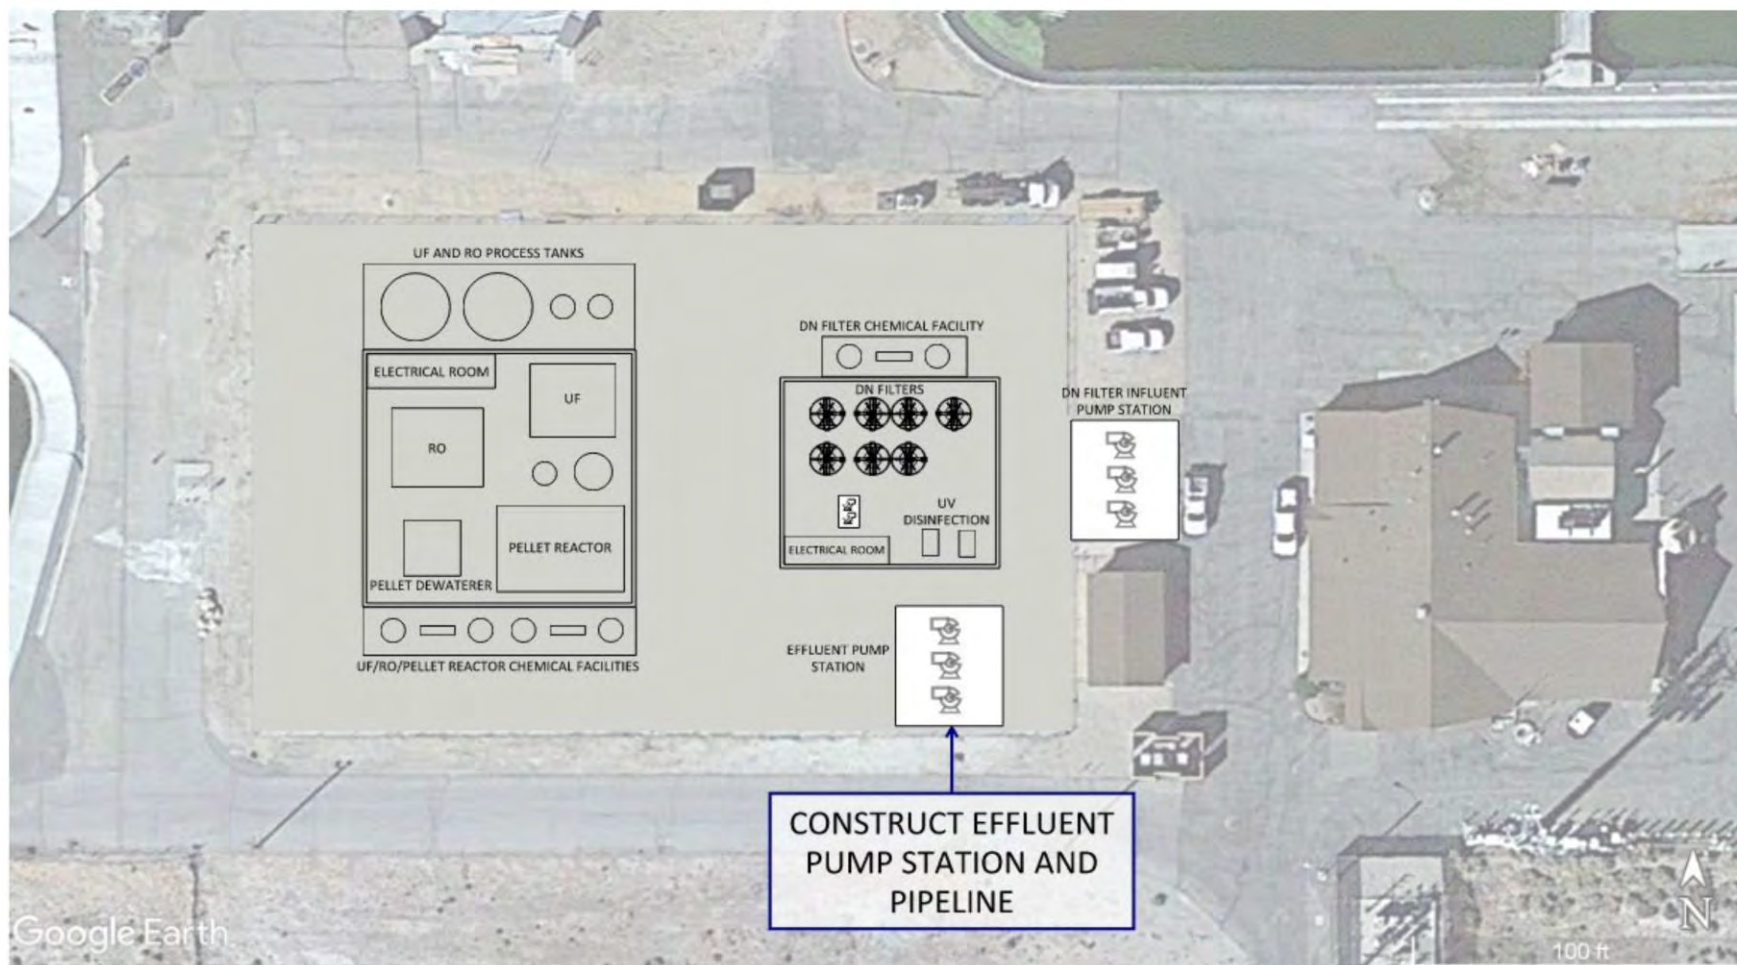 UF AND RO PROCESS TANKS
ELECTRICAL ROOM
UF
RO
PELLET REACTOR
PELLET DEWATERER
UF/RO/PELLET REACTOR CHEMICAL FACILITIES
DN FILTER CHEMICAL FACILITY
DN FILTERS
UV
DISINFECTION
ELECTRICAL ROOM
DN FILTER INFLUENT
PUMP STATION
EFFLUENT PUMP
STATION
CONSTRUCT EFFLUENT
PUMP STATION AND
PIPELINE
Google Earth
N
100 ft